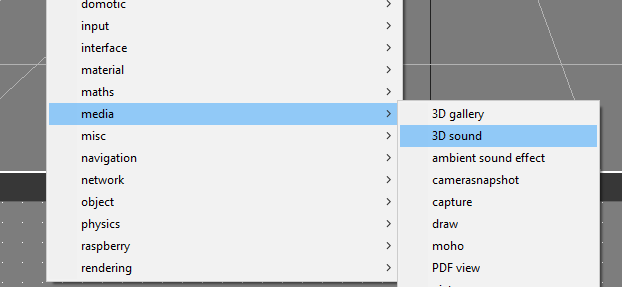 domotic
input
interface
material
maths
media
misc
navigation
network
object
physics
raspberry
rendering
3D gallery
3D sound
ambient sound effect
camerasnapshot
capture
draw
moho
PDF view